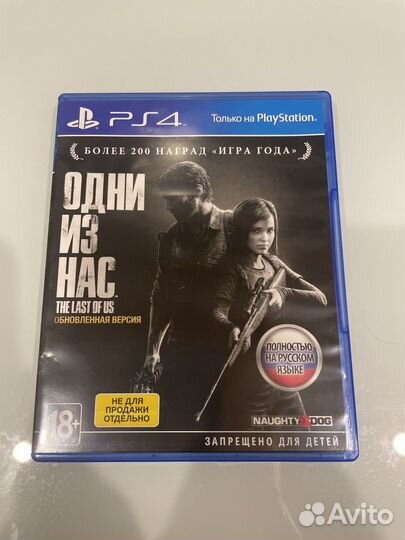 PS4
Только на PlayStation
БОЛЕЕ 200 НАГРАД «ИГРА ГОДА»
ОДНИ
ИЗ
НАС
THE LAST OF US
ОБНОВЛЕННАЯ ВЕРСИЯ
ПОЛНОСТЬЮ
НА РУССКОМ
ЯЗЫКЕ
НЕ ДЛЯ
ПРОДАЖИ
ОТДЕЛЬНО
18+
NAUGHTY DOG
ЗАПРЕЩЕНО ДЛЯ ДЕТЕЙ
Avito